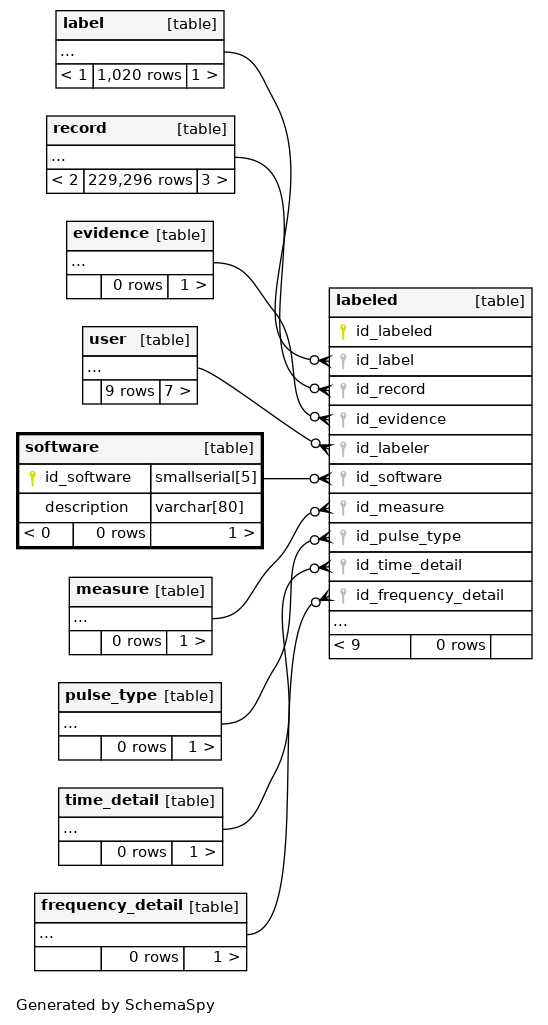 label [table]
...
< 1 1,020 rows 1 >
record [table]
...
< 2 229,296 rows 3 >
evidence [table]
...
0 rows 1 >
user [table]
...
9 rows 7 >
software [table]
id_software smallserial[5]
description varchar[80]
< 0 0 rows 1 >
measure [table]
...
0 rows 1 >
pulse_type [table]
...
0 rows 1 >
time_detail [table]
...
0 rows 1 >
frequency_detail [table]
...
0 rows 1 >
labeled [table]
id_labeled
id_label
id_record
id_evidence
id_labeler
id_software
id_measure
id_pulse_type
id_time_detail
id_frequency_detail
...
< 9 0 rows
Generated by SchemaSpy